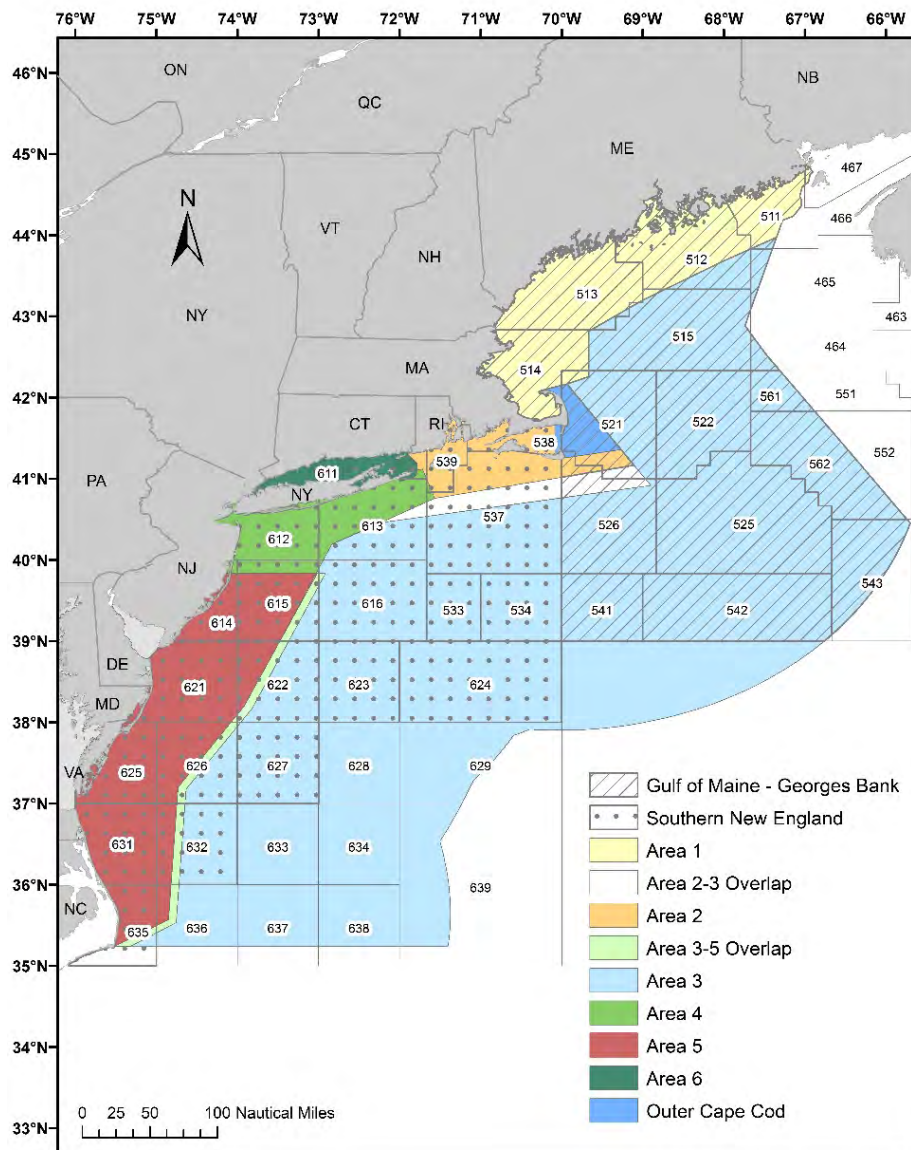 76°W 75°W 74°W 73°W 72°W 71°W 70°W 69°W 68°W 67°W 66°W
46°N
ON
NB
QC
45°N
ME
467
511
466
N
44°N
VT
NH
512
465
513
43°N
NY
463
515
464
514
MA
42°N
561
551
CT
RI
521
522
538
552
539
562
611
41°N
PA
NY
613
537
526
525
612
40°N
NJ
543
615
616
533
534
541
542
614
39°N
DE
621
622
623
624
MD
38°N
VA
625
626
627
628
629
37°N
631
632
633
634
36°N
639
NC
635
636
637
638
35°N
34°N
33°N
Gulf of Maine - Georges Bank
Southern New England
Area 1
Area 2-3 Overlap
Area 2
Area 3-5 Overlap
Area 3
Area 4
Area 5
Area 6
Outer Cape Cod
0 25 50 100 Nautical Miles